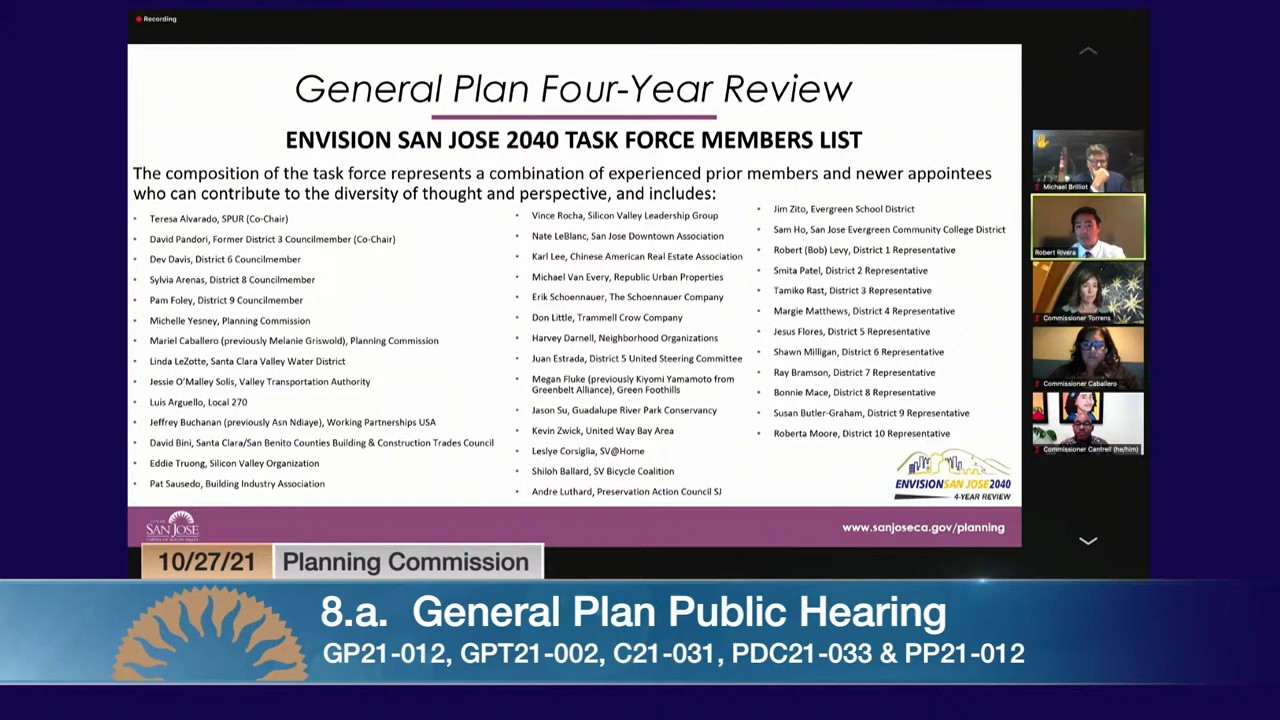 Recording
General Plan Four-Year Review
ENVISION SAN JOSE 2040 TASK FORCE MEMBERS LIST
The composition of the task force represents a combination of experienced prior members and newer appointees
who can contribute to the diversity of thought and perspective, and includes:
Teresa Alvarado, SPUR (Co-Chair)
David Pandori, Former District 3 Councilmember (Co-Chair)
Dev Davis, District 6 Councilmember
Sylvia Arenas, District 8 Councilmember
Pam Foley, District 9 Councilmember
Michelle Yesney, Planning Commission
Mariel Caballero (previously Melanie Griswold), Planning Commission
Linda LeZotte, Santa Clara Valley Water District
Jessie O'Malley Solis, Valley Transportation Authority
Luis Arguello, Local 270
Jeffrey Buchanan (previously Asn Ndiaye), Working Partnerships USA
David Bini, Santa Clara/San Benito Counties Building & Construction Trades Council
Eddie Truong, Silicon Valley Organization
Pat Sausedo, Building Industry Association
Vince Rocha, Silicon Valley Leadership Group
Nate LeBlanc, San Jose Downtown Association
Karl Lee, Chinese American Real Estate Association
Michael Van Every, Republic Urban Properties
Erik Schoennauer, The Schoennauer Company
Don Little, Trammell Crow Company
Harvey Darnell, Neighborhood Organizations
Juan Estrada, District 5 United Steering Committee
Megan Fluke (previously Kiyomi Yamamoto from
Greenbelt Alliance), Green Foothills
Jason Su, Guadalupe River Park Conservancy
Kevin Zwick, United Way Bay Area
Leslye Corsiglia, SV@Home
Shiloh Ballard, SV Bicycle Coalition
Andre Luthard, Preservation Action Council SJ
Jim Zito, Evergreen School District
Sam Ho, San Jose Evergreen Community College District
Robert (Bob) Levy, District 1 Representative
Smita Patel, District 2 Representative
Tamiko Rast, District 3 Representative
Margie Matthews, District 4 Representative
Jesus Flores, District 5 Representative
Shawn Milligan, District 6 Representative
Ray Bramson, District 7 Representative
Bonnie Mace, District 8 Representative
Susan Butler-Graham, District 9 Representative
Roberta Moore, District 10 Representative
ENVISION SAN JOSE 2040
4-YEAR REVIEW
CITY OF
SAN JOSE
CAPITAL OF SILICON VALLEY
www.sanjoseca.gov/planning
Michael Brilliot
Robert Rivera
Commissioner Torrens
Commissioner Caballero
Commissioner Cantrell (he/him)
10/27/21
Planning Commission
8.a. General Plan Public Hearing
GP21-012, GPT21-002, C21-031, PDC21-033 & PP21-012